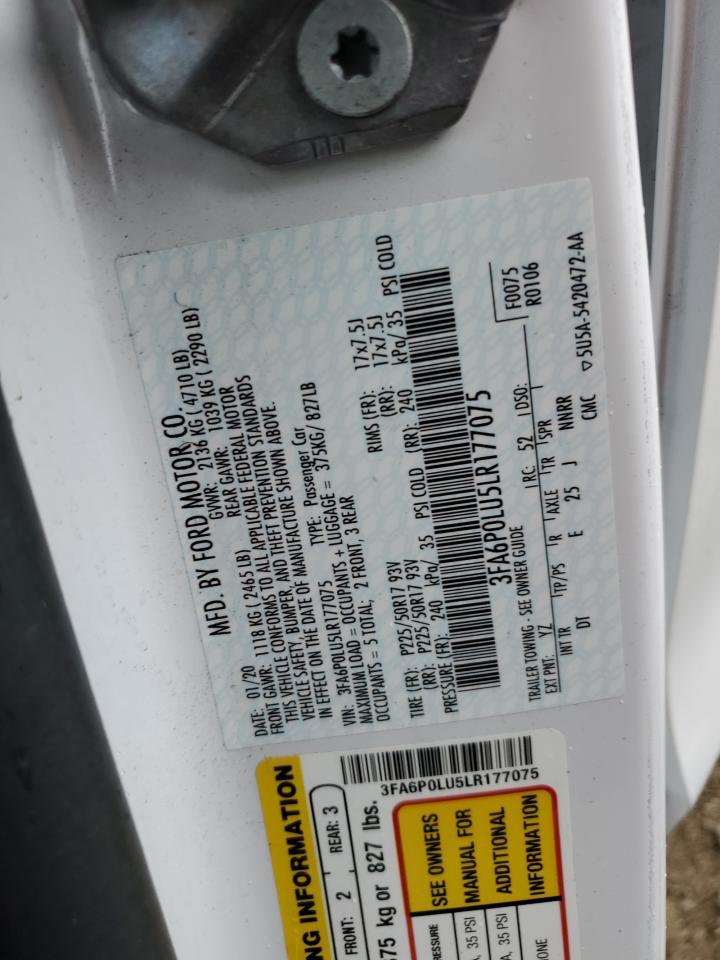 MFD. BY FORD MOTOR CO.
DATE: 01/20 GVWR: 2136 KG ( 4710 LB)
FRONT GAWR: 1118 KG ( 2465 LB) REAR GAWR: 1039 KG ( 2290 LB)
THIS VEHICLE CONFORMS TO ALL APPLICABLE FEDERAL MOTOR
VEHICLE SAFETY, BUMPER, AND THEFT PREVENTION STANDARDS
IN EFFECT ON THE DATE OF MANUFACTURE SHOWN ABOVE.
VIN: 3FA6P0LU5LR177075 TYPE: Passenger Car
MAXIMUM LOAD = OCCUPANTS + LUGGAGE = 375KG/ 827LB
OCCUPANTS = 5 TOTAL; 2 FRONT, 3 REAR
TIRE (FR): P225/50R17 93V RIMS (FR): 17x7.5J
(RR): P225/50R17 93V (RR): 17x7.5J
PRESSURE (FR): 240 kPa/ 35 PSI COLD (RR): 240 kPa/ 35 PSI COLD
3FA6P0LU5LR177075
F0075
R0106
TRAILER TOWING - SEE OWNER GUIDE
EXT PNT: YZ RC: 52 DSO:
INT TR TP/PS R AXLE TR SPR
DT E 25 J NNRR
CMC ▽5U5A-5420472-AA
NG INFORMATION
FRONT: 2 REAR: 3
3FA6P0LU5LR177075
375 kg or 827 lbs.
SEE OWNERS
MANUAL FOR
ADDITIONAL
INFORMATION
RESSURE
35 PSI
A, 35 PSI
ONE